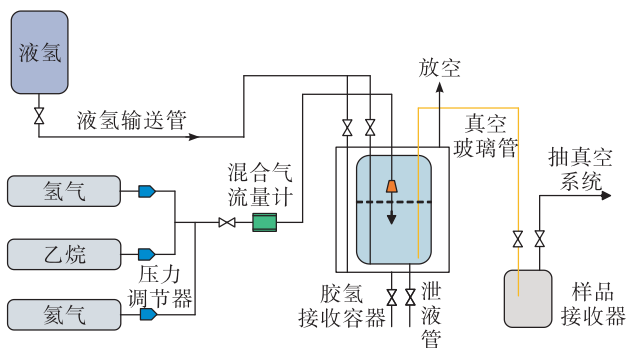 液氢
液氢输送管
放空
真空
玻璃管
抽真空
系统
混合气
流量计
氢气
乙烷
压力
调节器
氦气
胶氢
接收容器
泄
液
管
样品
接收器